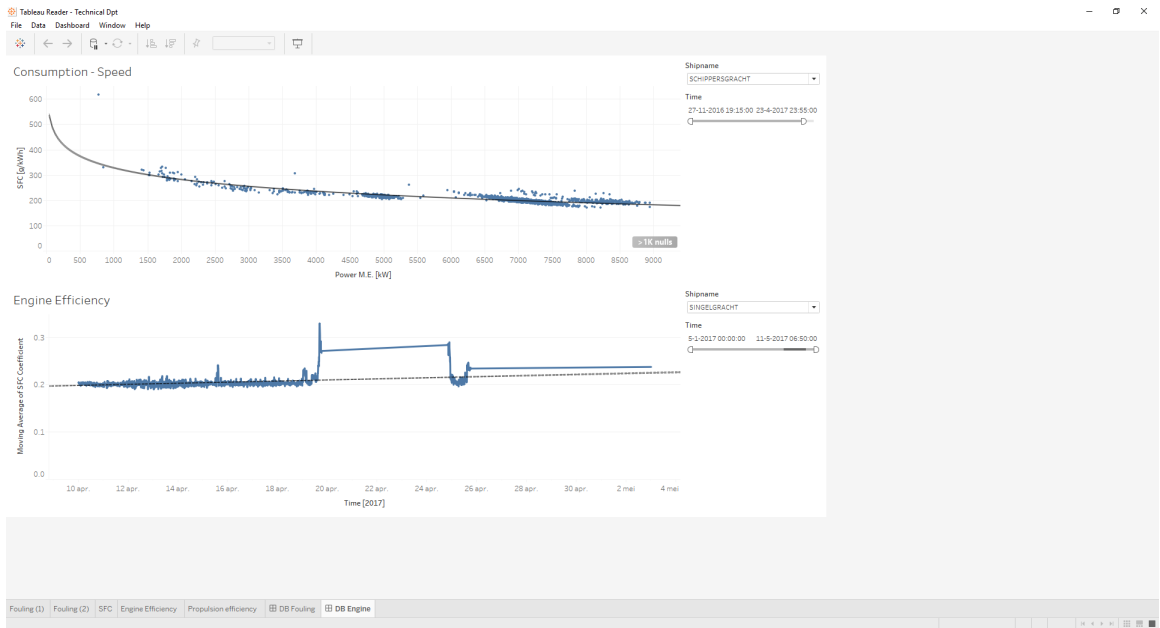 Tableau Reader - Technical Dpt
File Data Dashboard Window Help
Consumption - Speed
Shipname
SCHIPPERSGRACHT
Time
27-11-2016 19:15:00 23-4-2017 23:55:00
SFC [g/kWh]
600
500
400
300
200
100
0
>1K nulls
0 500 1000 1500 2000 2500 3000 3500 4000 4500 5000 5500 6000 6500 7000 7500 8000 8500 9000
Power M.E. [kW]
Engine Efficiency
Shipname
SINGELGRACHT
Time
5-1-2017 00:00:00 11-5-2017 06:50:00
Moving Average of SFC Coefficient
0.3
0.2
0.1
0.0
10 apr. 12 apr. 14 apr. 16 apr. 18 apr. 20 apr. 22 apr. 24 apr. 26 apr. 28 apr. 30 apr. 2 mei 4 mei
Time [2017]
Fouling (1) Fouling (2) SFC Engine Efficiency Propulsion efficiency DB Fouling DB Engine